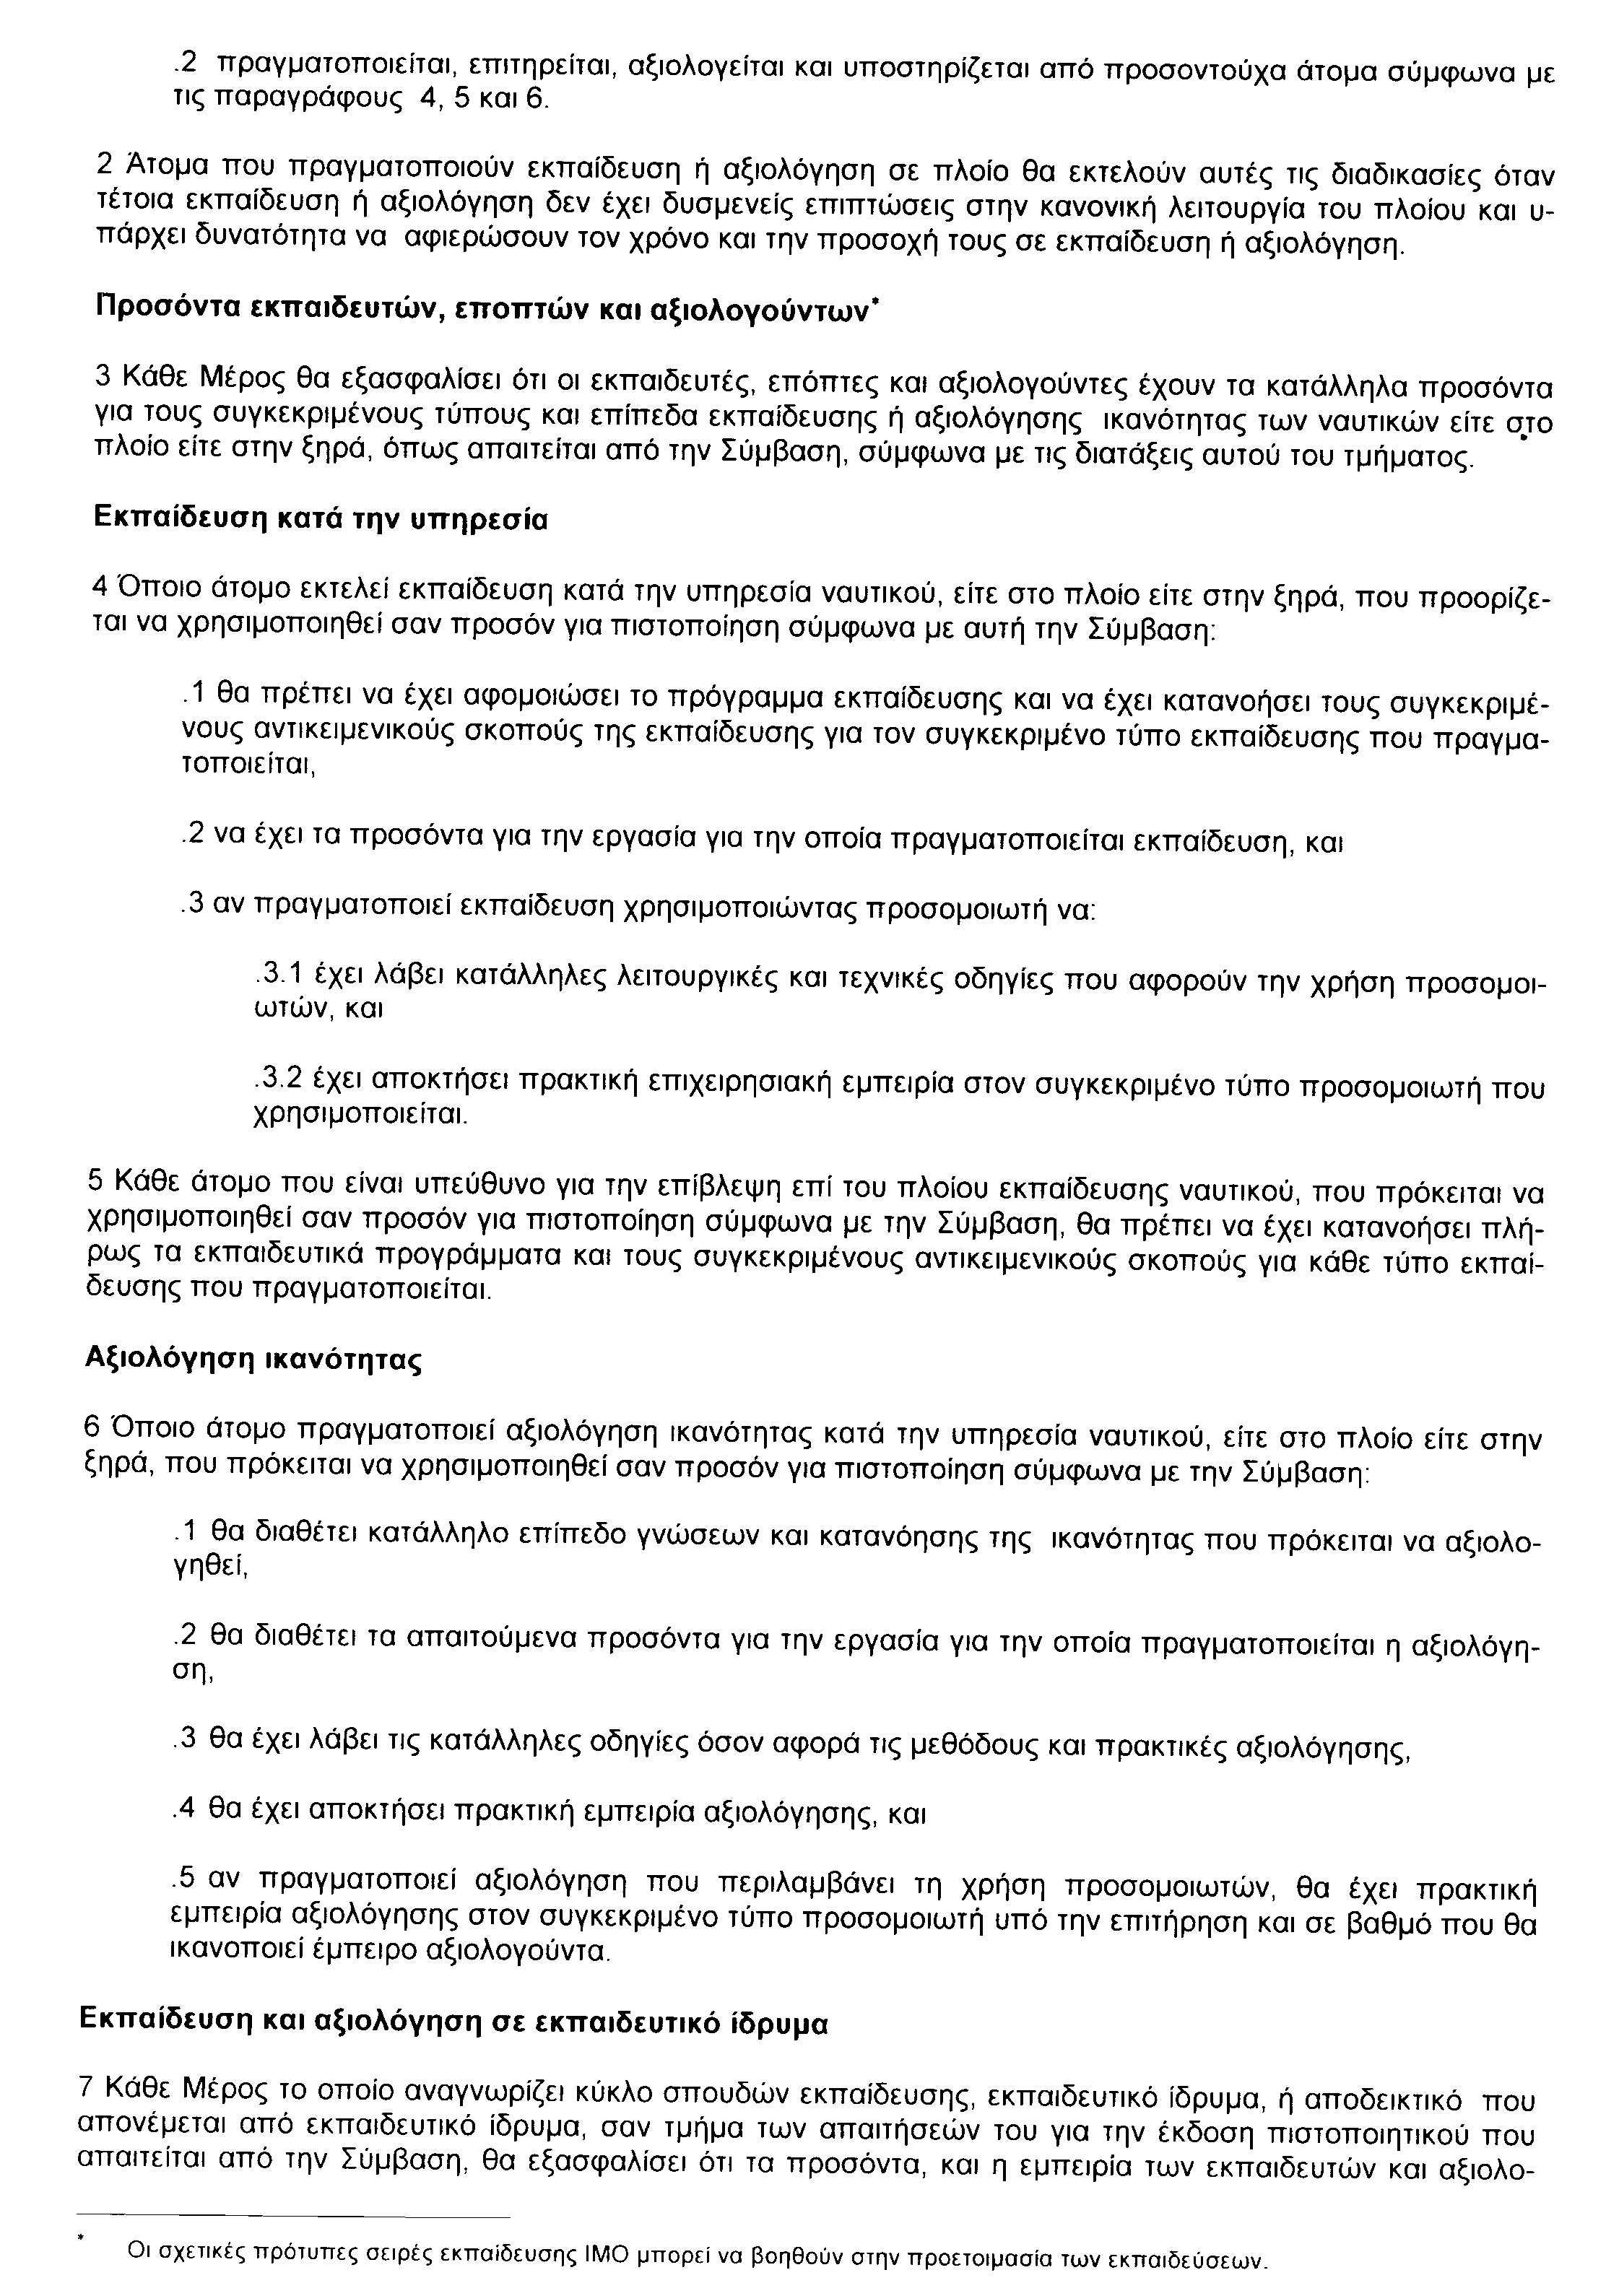 .2 πραγματοποιείται, επιτηρείται, αξιολογείται και υποστηρίζεται από προσοντούχα άτομα σύμφωνα με
τις παραγράφους 4, 5 και 6.
2 Άτομα που πραγματοποιούν εκπαίδευση ή αξιολόγηση σε πλοίο θα εκτελούν αυτές τις διαδικασίες όταν
τέτοια εκπαίδευση ή αξιολόγηση δεν έχει δυσμενείς επιπτώσεις στην κανονική λειτουργία του πλοίου και υ-
πάρχει δυνατότητα να αφιερώσουν τον χρόνο και την προσοχή τους σε εκπαίδευση ή αξιολόγηση.
Προσόντα εκπαιδευτών, εποπτών και αξιολογούντων*
3 Κάθε Μέρος θα εξασφαλίσει ότι οι εκπαιδευτές, επόπτες και αξιολογούντες έχουν τα κατάλληλα προσόντα
για τους συγκεκριμένους τύπους και επίπεδα εκπαίδευσης ή αξιολόγησης ικανότητας των ναυτικών είτε στο
πλοίο είτε στην ξηρά, όπως απαιτείται από την Σύμβαση, σύμφωνα με τις διατάξεις αυτού του τμήματος.
Εκπαίδευση κατά την υπηρεσία
4 Όποιο άτομο εκτελεί εκπαίδευση κατά την υπηρεσία ναυτικού, είτε στο πλοίο είτε στην ξηρά, που προορίζε-
ται να χρησιμοποιηθεί σαν προσόν για πιστοποίηση σύμφωνα με αυτή την Σύμβαση:
.1 θα πρέπει να έχει αφομοιώσει το πρόγραμμα εκπαίδευσης και να έχει κατανοήσει τους συγκεκριμέ-
νους αντικειμενικούς σκοπούς της εκπαίδευσης για τον συγκεκριμένο τύπο εκπαίδευσης που πραγμα-
τοποιείται,
.2 να έχει τα προσόντα για την εργασία για την οποία πραγματοποιείται εκπαίδευση, και
.3 αν πραγματοποιεί εκπαίδευση χρησιμοποιώντας προσομοιωτή να:
.3.1 έχει λάβει κατάλληλες λειτουργικές και τεχνικές οδηγίες που αφορούν την χρήση προσομοι-
ωτών, και
.3.2 έχει αποκτήσει πρακτική επιχειρησιακή εμπειρία στον συγκεκριμένο τύπο προσομοιωτή που
χρησιμοποιείται.
5 Κάθε άτομο που είναι υπεύθυνο για την επίβλεψη επί του πλοίου εκπαίδευσης ναυτικού, που πρόκειται να
χρησιμοποιηθεί σαν προσόν για πιστοποίηση σύμφωνα με την Σύμβαση, θα πρέπει να έχει κατανοήσει πλή-
ρως τα εκπαιδευτικά προγράμματα και τους συγκεκριμένους αντικειμενικούς σκοπούς για κάθε τύπο εκπαί-
δευσης που πραγματοποιείται.
Αξιολόγηση ικανότητας
6 Όποιο άτομο πραγματοποιεί αξιολόγηση ικανότητας κατά την υπηρεσία ναυτικού, είτε στο πλοίο είτε στην
ξηρά, που πρόκειται να χρησιμοποιηθεί σαν προσόν για πιστοποίηση σύμφωνα με την Σύμβαση:
.1 θα διαθέτει κατάλληλο επίπεδο γνώσεων και κατανόησης της ικανότητας που πρόκειται να αξιολο-
γηθεί,
.2 θα διαθέτει τα απαιτούμενα προσόντα για την εργασία για την οποία πραγματοποιείται η αξιολόγη-
ση,
.3 θα έχει λάβει τις κατάλληλες οδηγίες όσον αφορά τις μεθόδους και πρακτικές αξιολόγησης,
.4 θα έχει αποκτήσει πρακτική εμπειρία αξιολόγησης, και
.5 αν πραγματοποιεί αξιολόγηση που περιλαμβάνει τη χρήση προσομοιωτών, θα έχει πρακτική
εμπειρία αξιολόγησης στον συγκεκριμένο τύπο προσομοιωτή υπό την επιτήρηση και σε βαθμό που θα
ικανοποιεί έμπειρο αξιολογούντα.
Εκπαίδευση και αξιολόγηση σε εκπαιδευτικό ίδρυμα
7 Κάθε Μέρος το οποίο αναγνωρίζει κύκλο σπουδών εκπαίδευσης, εκπαιδευτικό ίδρυμα, ή αποδεικτικό που
απονέμεται από εκπαιδευτικό ίδρυμα, σαν τμήμα των απαιτήσεών του για την έκδοση πιστοποιητικού που
απαιτείται από την Σύμβαση, θα εξασφαλίσει ότι τα προσόντα, και η εμπειρία των εκπαιδευτών και αξιολο-
* Οι σχετικές πρότυπες σειρές εκπαίδευσης ΙΜΟ μπορεί να βοηθούν στην προετοιμασία των εκπαιδεύσεων.